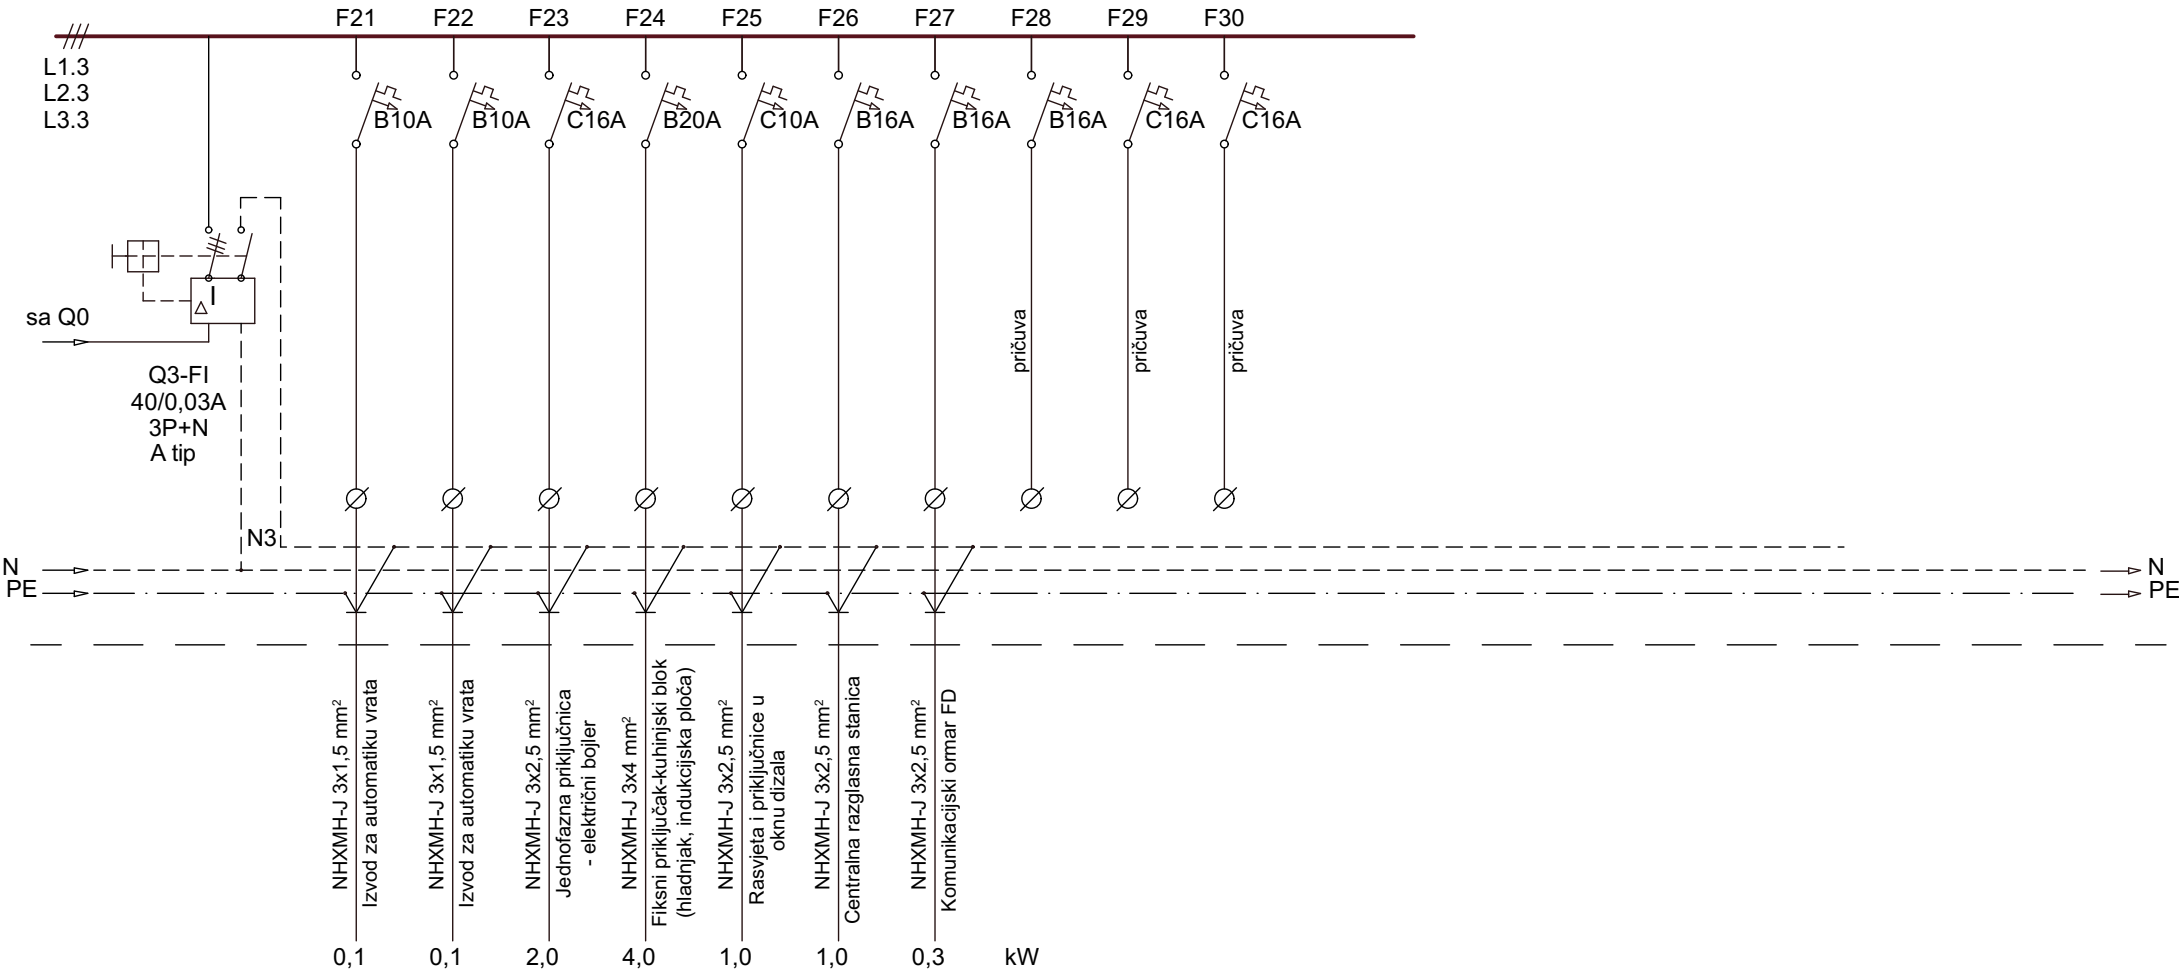 F21 F22 F23 F24 F25 F26 F27 F28 F29 F30
L1.3
L2.3
L3.3
B10A B10A C16A B20A C10A B16A B16A B16A C16A C16A
I
sa Q0
Q3-FI
40/0,03A
3P+N
A tip
pričuva
pričuva
pričuva
N3
N
PE
N
PE
NHXMH-J 3x1,5 mm²
Izvod za automatiku vrata
NHXMH-J 3x1,5 mm²
Izvod za automatiku vrata
NHXMH-J 3x2,5 mm²
Jednofazna priključnica
- električni bojler
NHXMH-J 3x4 mm²
Fiksni priključak-kuhinjski blok
(hladnjak, indukcijska ploča)
NHXMH-J 3x2,5 mm²
Rasvjeta i priključnice u
oknu dizala
NHXMH-J 3x2,5 mm²
Centralna razglasna stanica
NHXMH-J 3x2,5 mm²
Komunikacijski ormar FD
0,1 0,1 2,0 4,0 1,0 1,0 0,3 kW